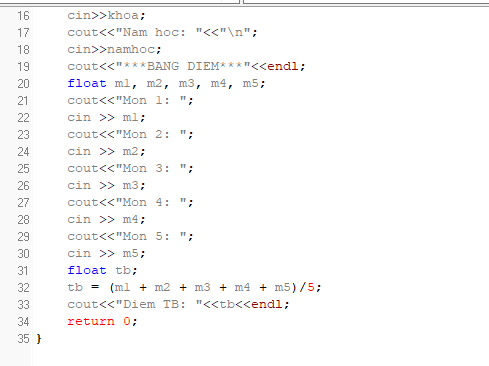 16 cin>>khoa;
17 cout<<"Nam hoc: "<<"\n";
18 cin>>namhoc;
19 cout<<"***BANG DIEM***"<<endl;
20 float m1, m2, m3, m4, m5;
21 cout<<"Mon 1: ";
22 cin >> m1;
23 cout<<"Mon 2: ";
24 cin >> m2;
25 cout<<"Mon 3: ";
26 cin >> m3;
27 cout<<"Mon 4: ";
28 cin >> m4;
29 cout<<"Mon 5: ";
30 cin >> m5;
31 float tb;
32 tb = (m1 + m2 + m3 + m4 + m5)/5;
33 cout<<"Diem TB: "<<tb<<endl;
34 return 0;
35 }